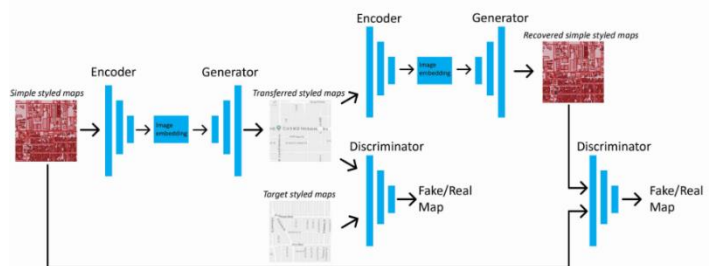 Encoder
Generator
Recovered simple styled maps
Image
embedding
Simple styled maps
Encoder
Generator
Transferred styled maps
Image
embedding
Discriminator
Discriminator
Target styled maps
Fake/Real
Map
Fake/Real
Map